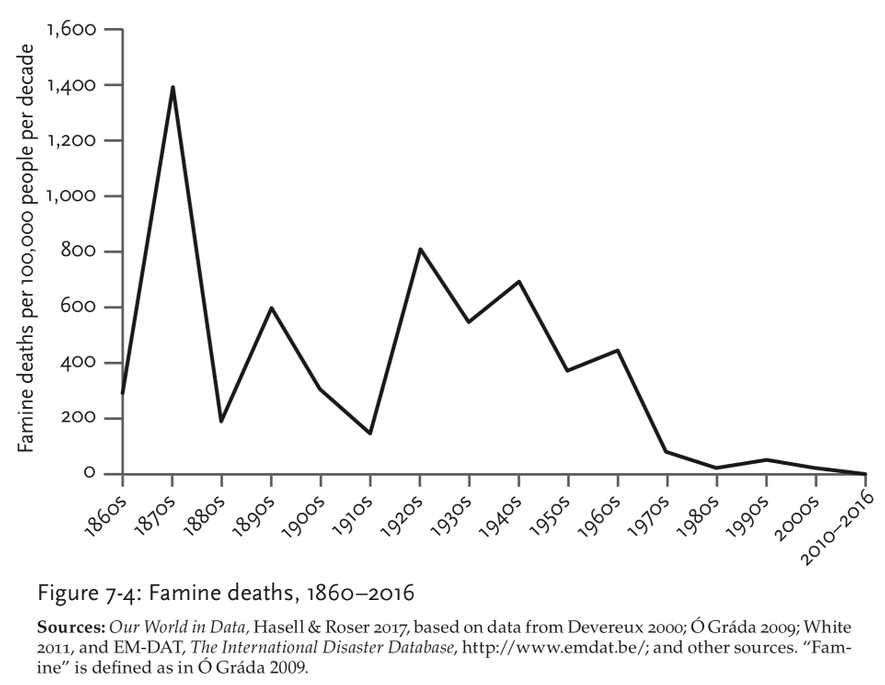 Famine deaths per 100,000 people per decade
1,600
1,400
1,200
1,000
800
600
400
200
0
1860s
1870s
1880s
1890s
1900s
1910s
1920s
1930s
1940s
1950s
1960s
1970s
1980s
1990s
2000s
2010–2016
Figure 7-4: Famine deaths, 1860–2016
Sources: Our World in Data, Hasell & Roser 2017, based on data from Devereux 2000; Ó Gráda 2009; White
2011, and EM-DAT, The International Disaster Database, http://www.emdat.be/; and other sources. “Fam-
ine” is defined as in Ó Gráda 2009.